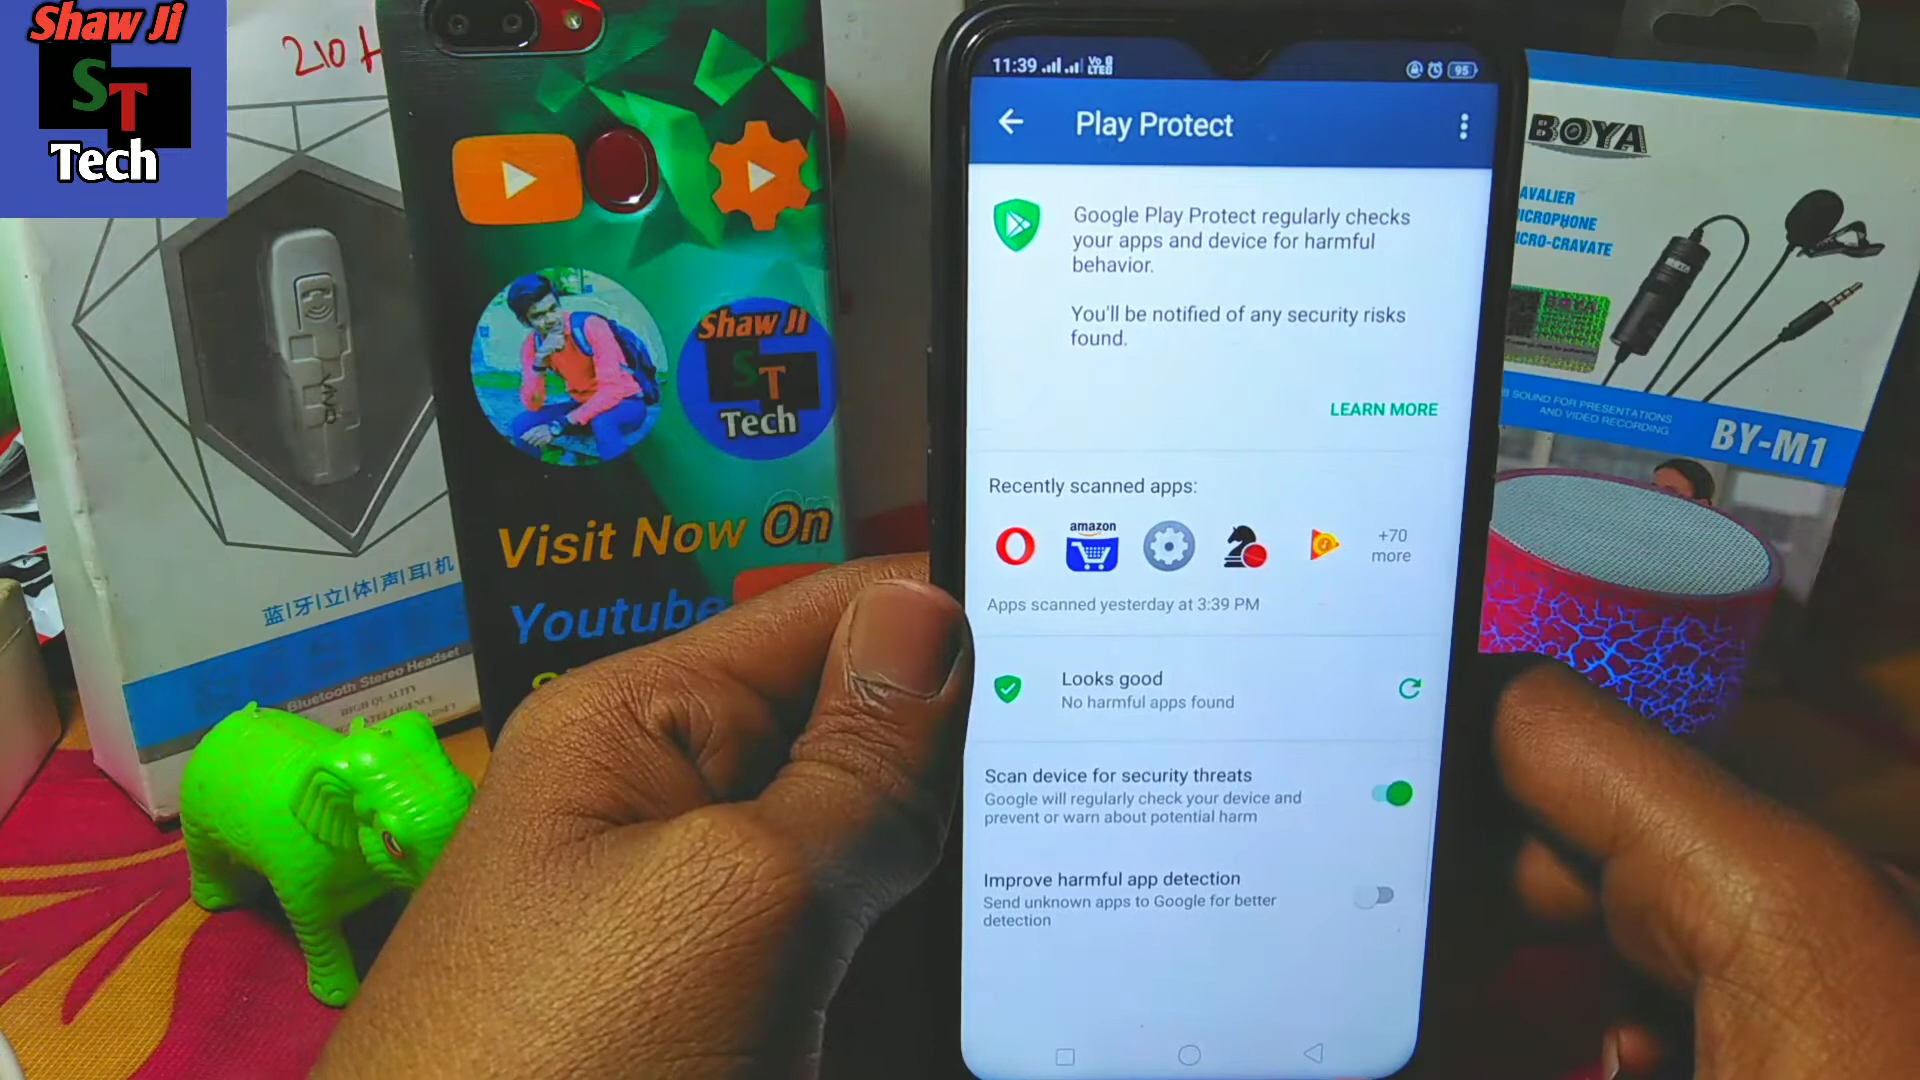 Shaw Ji
ST
Tech
210
蓝|牙|立|体|声|耳|机
Bluetooth Stereo Headset
HIGH QUALITY
Shaw Ji
ST
Tech
Visit Now On
Youtube
11:39
Vo
LTE
95
Play Protect
Google Play Protect regularly checks
your apps and device for harmful
behavior.
You'll be notified of any security risks
found.
LEARN MORE
Recently scanned apps:
amazon
+70
more
Apps scanned yesterday at 3:39 PM
Looks good
No harmful apps found
Scan device for security threats
Google will regularly check your device and
prevent or warn about potential harm
Improve harmful app detection
Send unknown apps to Google for better
detection
BOYA
AVALIER
ICROPHONE
ICRO-CRAVATE
BOYA
SOUND FOR PRESENTATIONS
AND VIDEO RECORDING
BY-M1